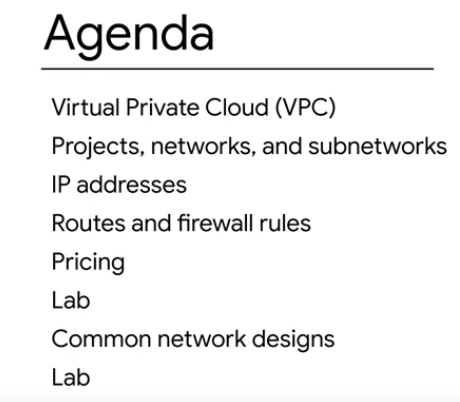 Agenda
Virtual Private Cloud (VPC)
Projects, networks, and subnetworks
IP addresses
Routes and firewall rules
Pricing
Lab
Common network designs
Lab